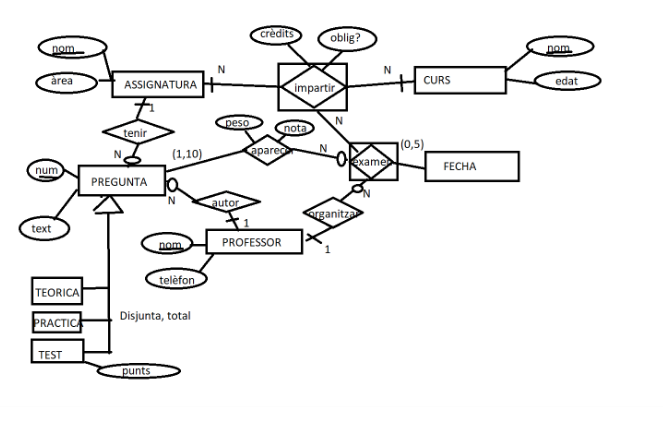 crèdits
oblig?
nom
nom
N
N
àrea
ASSIGNATURA
impartir
CURS
edat
1
N
peso
nota
tenir
N
(1,10)
aparecer
N
examen
(0,5)
FECHA
num
PREGUNTA
N
autor
N
organitzar
text
1
nom
PROFESSOR
1
telèfon
TEORICA
PRACTICA
Disjunta, total
TEST
punts